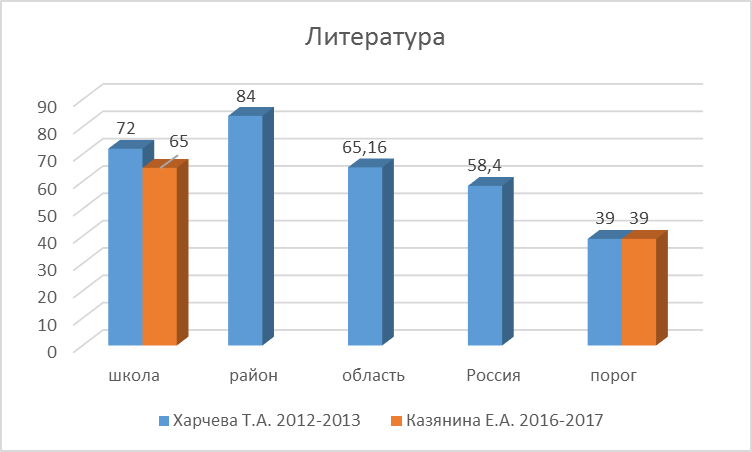 Литература
90
80
70
60
50
40
30
20
10
0
72
65
84
65,16
58,4
39
39
школа
район
область
Россия
порог
Харчева Т.А. 2012-2013
Казянина Е.А. 2016-2017